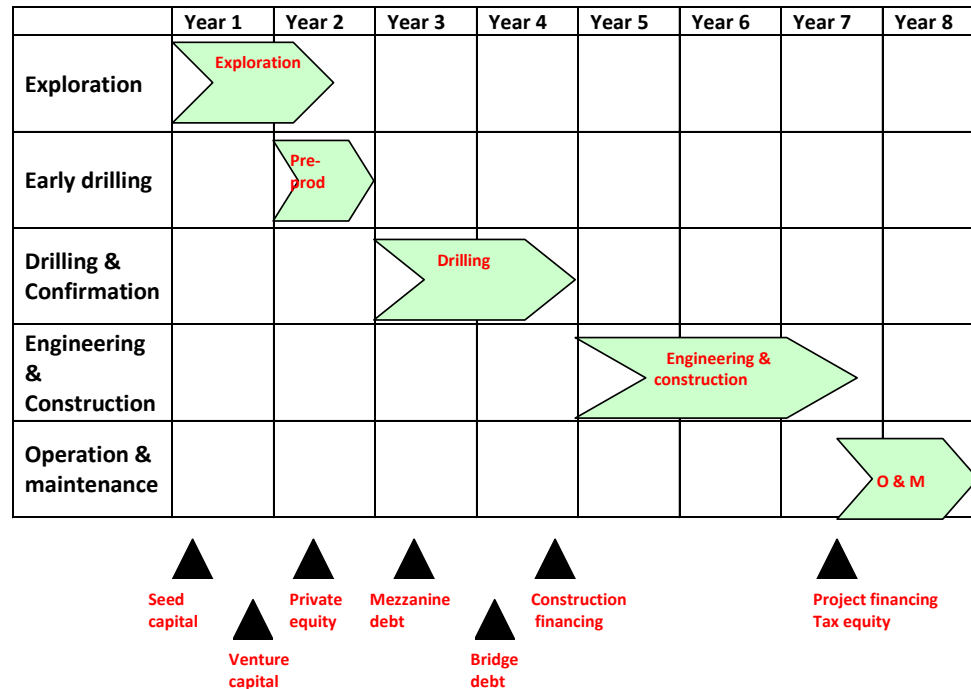 Year 1 Year 2 Year 3 Year 4 Year 5 Year 6 Year 7 Year 8
Exploration
Exploration
Early drilling
Pre-
prod
Drilling &
Confirmation
Drilling
Engineering
&
Construction
Engineering &
construction
Operation &
maintenance
O & M
Seed
capital
Venture
capital
Private
equity
Mezzanine
debt
Bridge
debt
Construction
financing
Project financing
Tax equity